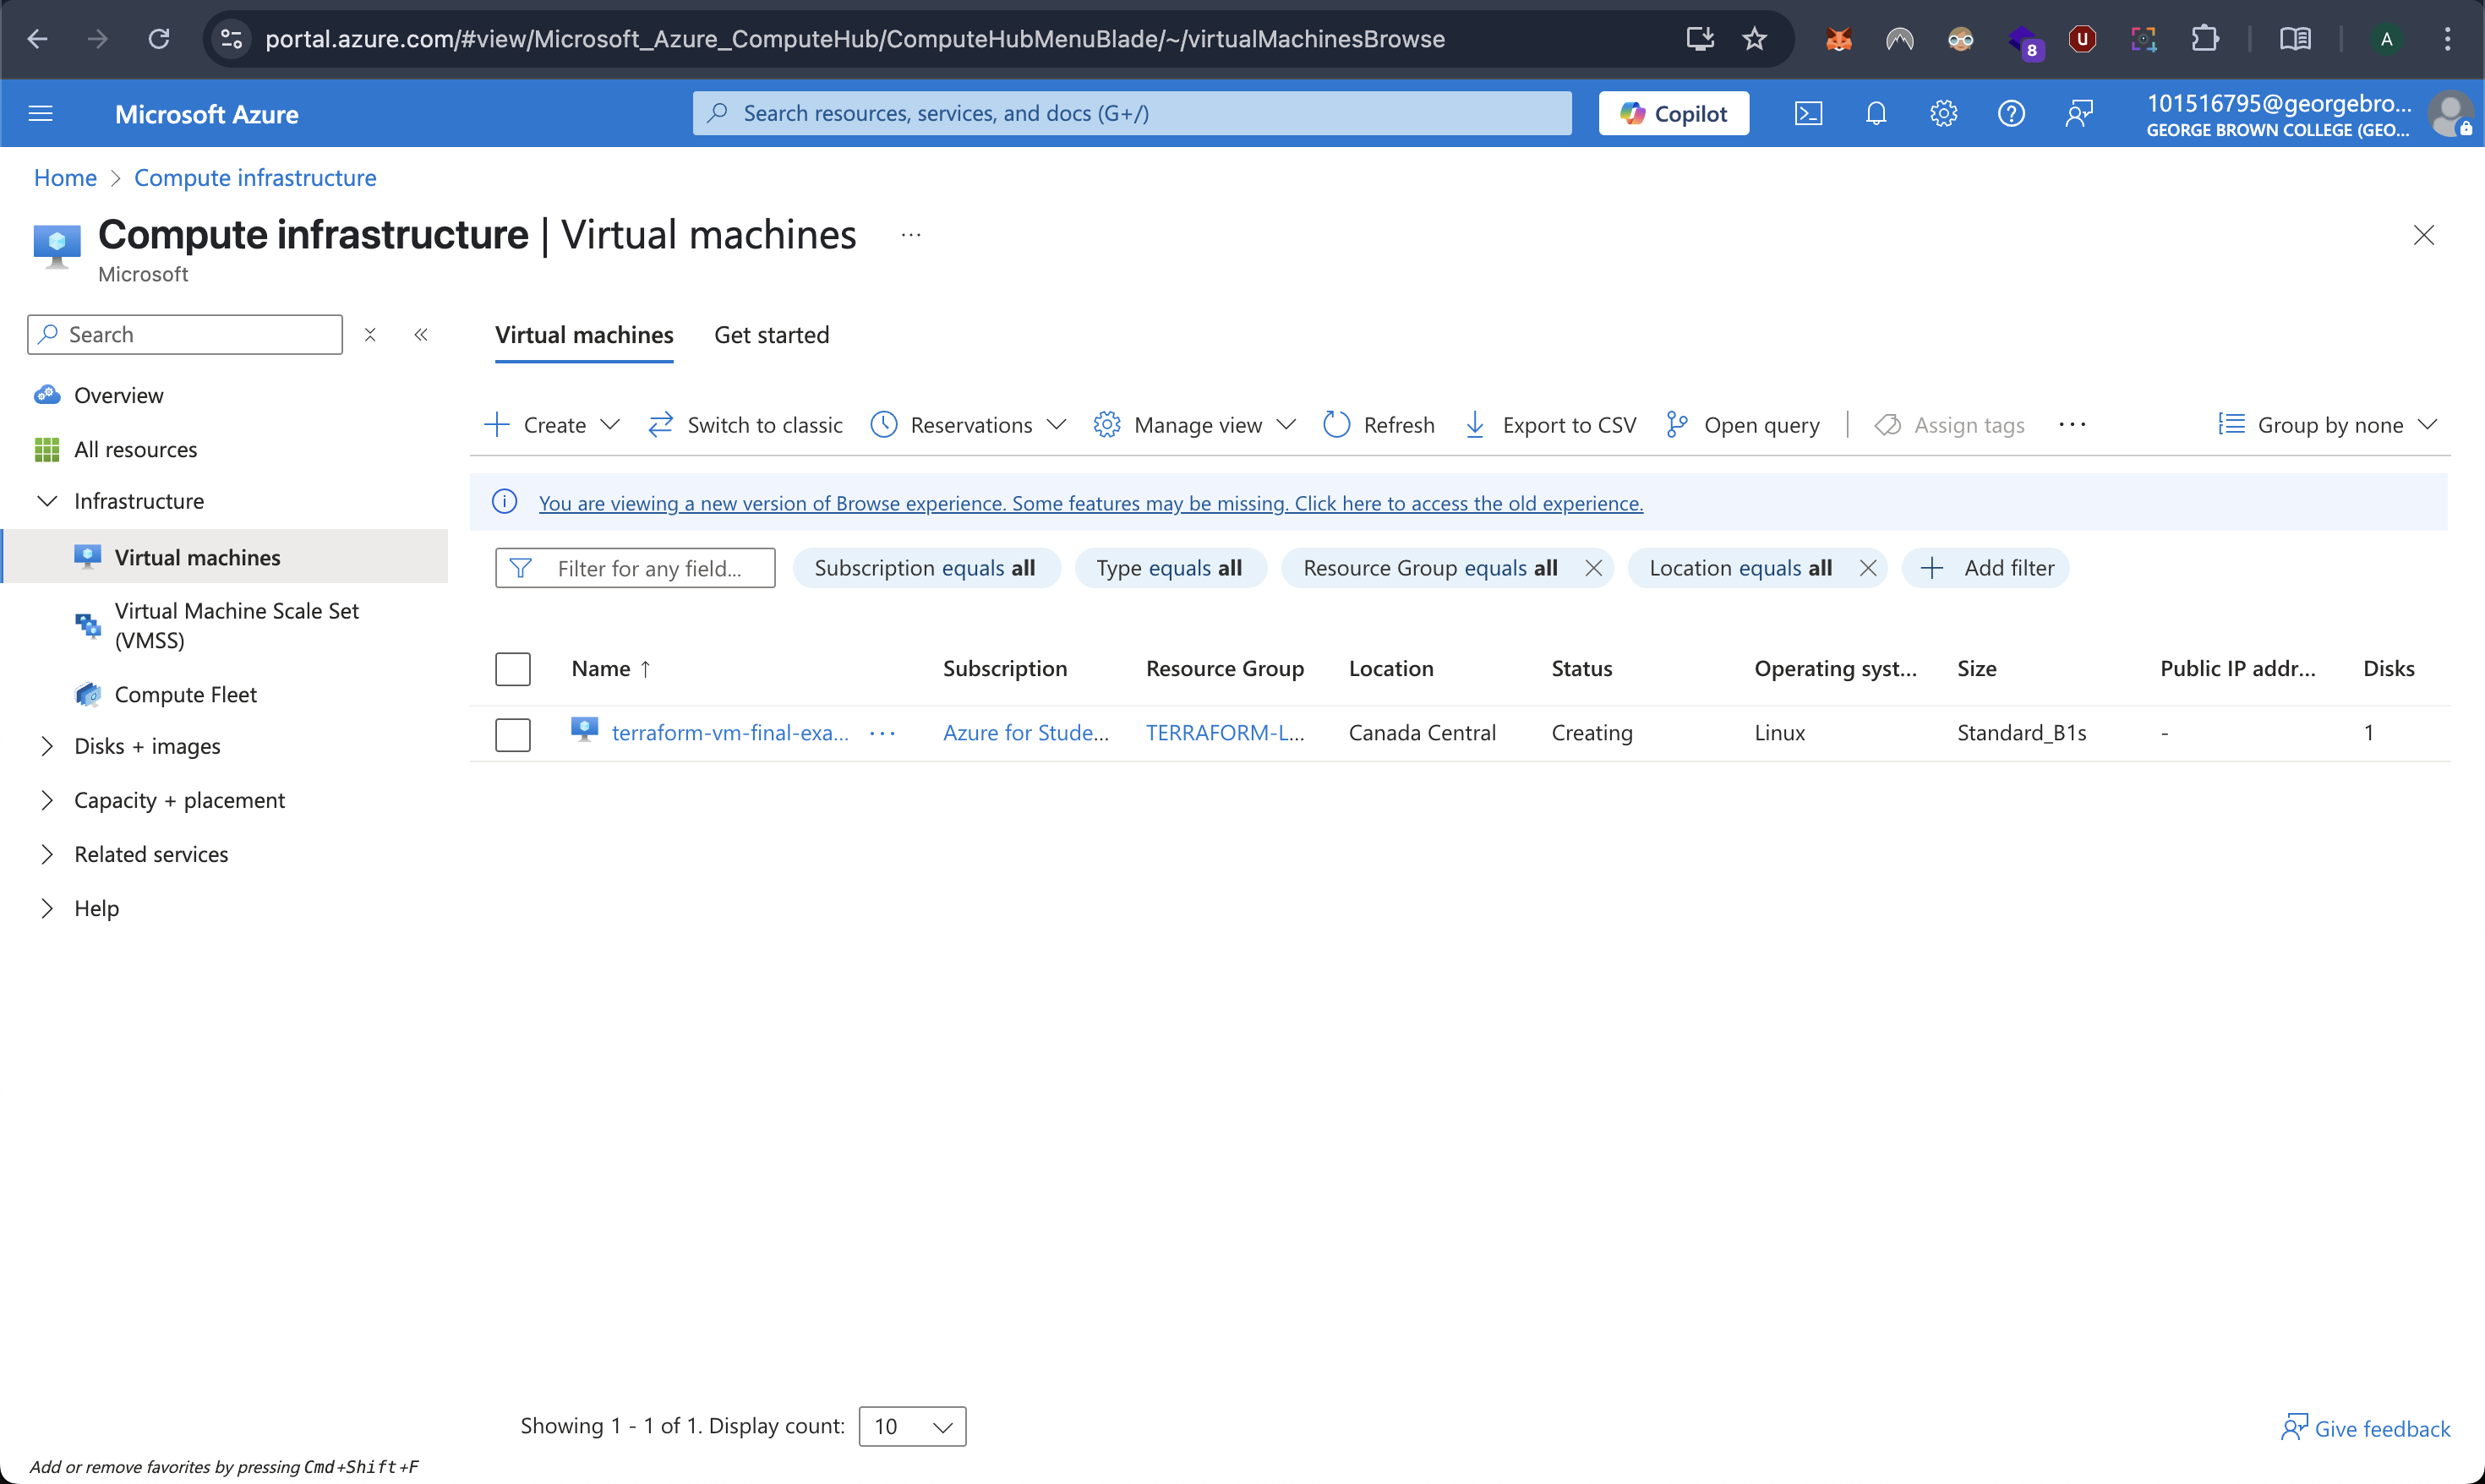 portal.azure.com/#view/Microsoft_Azure_ComputeHub/ComputeHubMenuBlade/~/virtualMachinesBrowse
8
U
A
Microsoft Azure
Search resources, services, and docs (G+/)
Copilot
101516795@georgebro...
GEORGE BROWN COLLEGE (GEO...
Home > Compute infrastructure
Compute infrastructure | Virtual machines
...
Microsoft
Search
Overview
All resources
Infrastructure
Virtual machines
Virtual Machine Scale Set
(VMSS)
Compute Fleet
Disks + images
Capacity + placement
Related services
Help
Virtual machines Get started
Create Switch to classic Reservations Manage view Refresh Export to CSV Open query | Assign tags ... Group by none
You are viewing a new version of Browse experience. Some features may be missing. Click here to access the old experience.
Filter for any field... Subscription equals all Type equals all Resource Group equals all Location equals all Add filter
Name ↑ Subscription Resource Group Location Status Operating syst... Size Public IP addr... Disks
terraform-vm-final-exa... ... Azure for Stude... TERRAFORM-L... Canada Central Creating Linux Standard_B1s - 1
Showing 1 - 1 of 1. Display count: 10
Give feedback
Add or remove favorites by pressing Cmd+Shift+F